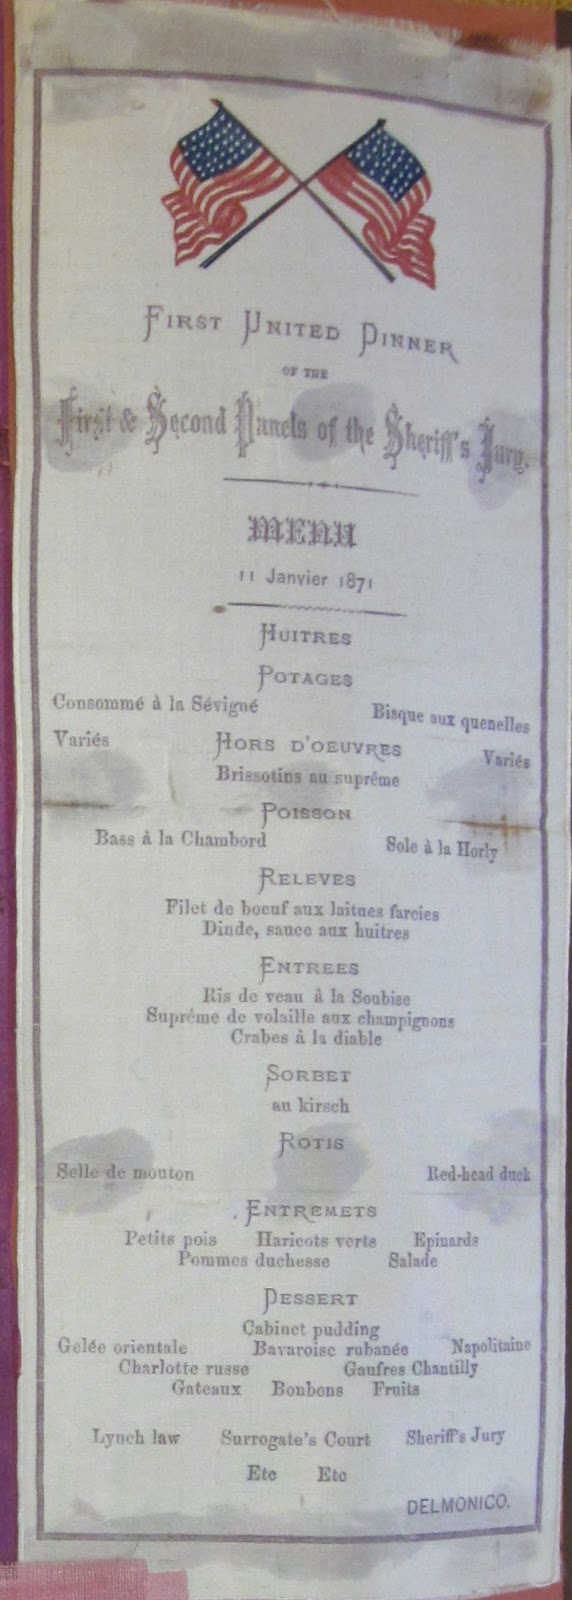 First United Dinner
OF THE
First & Second Panels of the Sheriff's Jury.
MENU
11 Janvier 1871
HUITRES
POTAGES
Consommé à la Sévigné Bisque aux quenelles
Variés HORS D'OEUVRES Variés
Brissotins au suprême
POISSON
Bass à la Chambord Sole à la Horly
RELEVES
Filet de boeuf aux laitues farcies
Dinde, sauce aux huitres
ENTREES
Ris de veau à la Soubise
Suprême de volaille aux champignons
Crabes à la diable
SORBET
au kirsch
ROTIS
Selle de mouton Red-head duck
ENTREMETS
Petits pois Haricots verts Epinards
Pommes duchesse Salade
DESSERT
Cabinet pudding
Gelée orientale Bavaroise rubanée Napolitaine
Charlotte russe Gaufres Chantilly
Gateaux Bonbons Fruits
Lynch law Surrogate's Court Sheriff's Jury
Etc Etc
DELMONICO.